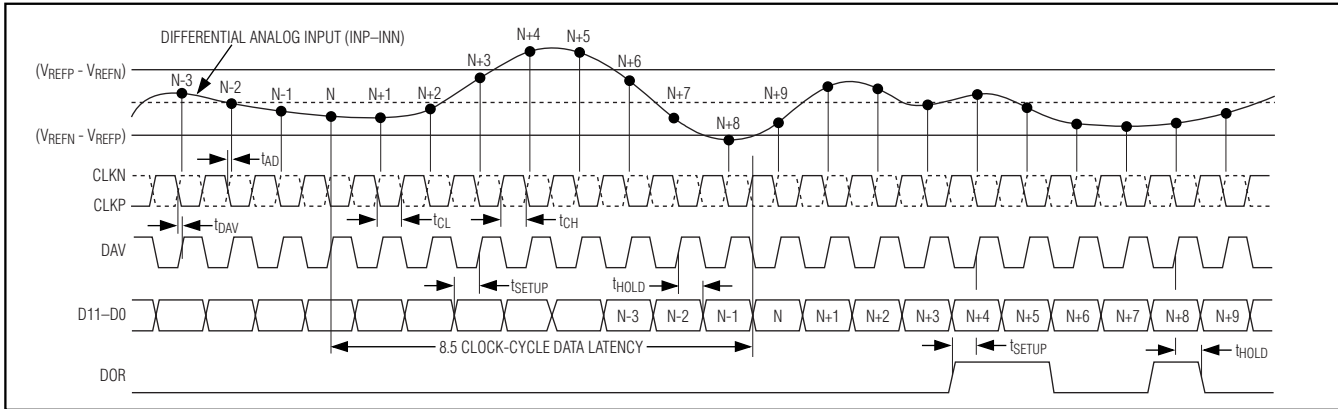 DIFFERENTIAL ANALOG INPUT (INP–INN)
(VREFP - VREFN)
(VREFN - VREFP)
N-3 N-2 N-1 N N+1 N+2 N+3 N+4 N+5 N+6 N+7 N+8 N+9
tAD
CLKN
CLKP
tDAV tCL tCH
DAV
tSETUP tHOLD
D11–D0 N-3 N-2 N-1 N N+1 N+2 N+3 N+4 N+5 N+6 N+7 N+8 N+9
8.5 CLOCK-CYCLE DATA LATENCY tSETUP tHOLD
DOR